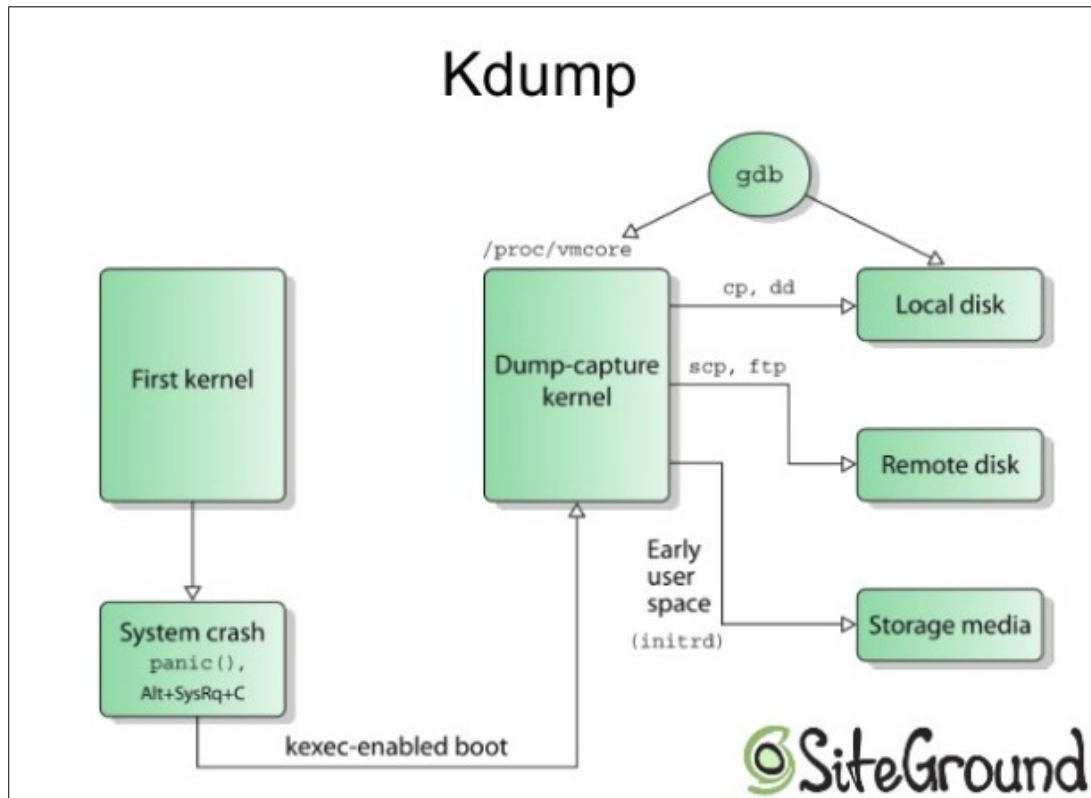 Kdump
gdb
/proc/vmcore
First kernel
Dump-capture
kernel
cp, dd
Local disk
scp, ftp
Remote disk
Early
user
space
(initrd)
Storage media
System crash
panic(),
Alt+SysRq+C
kexec-enabled boot
SiteGround